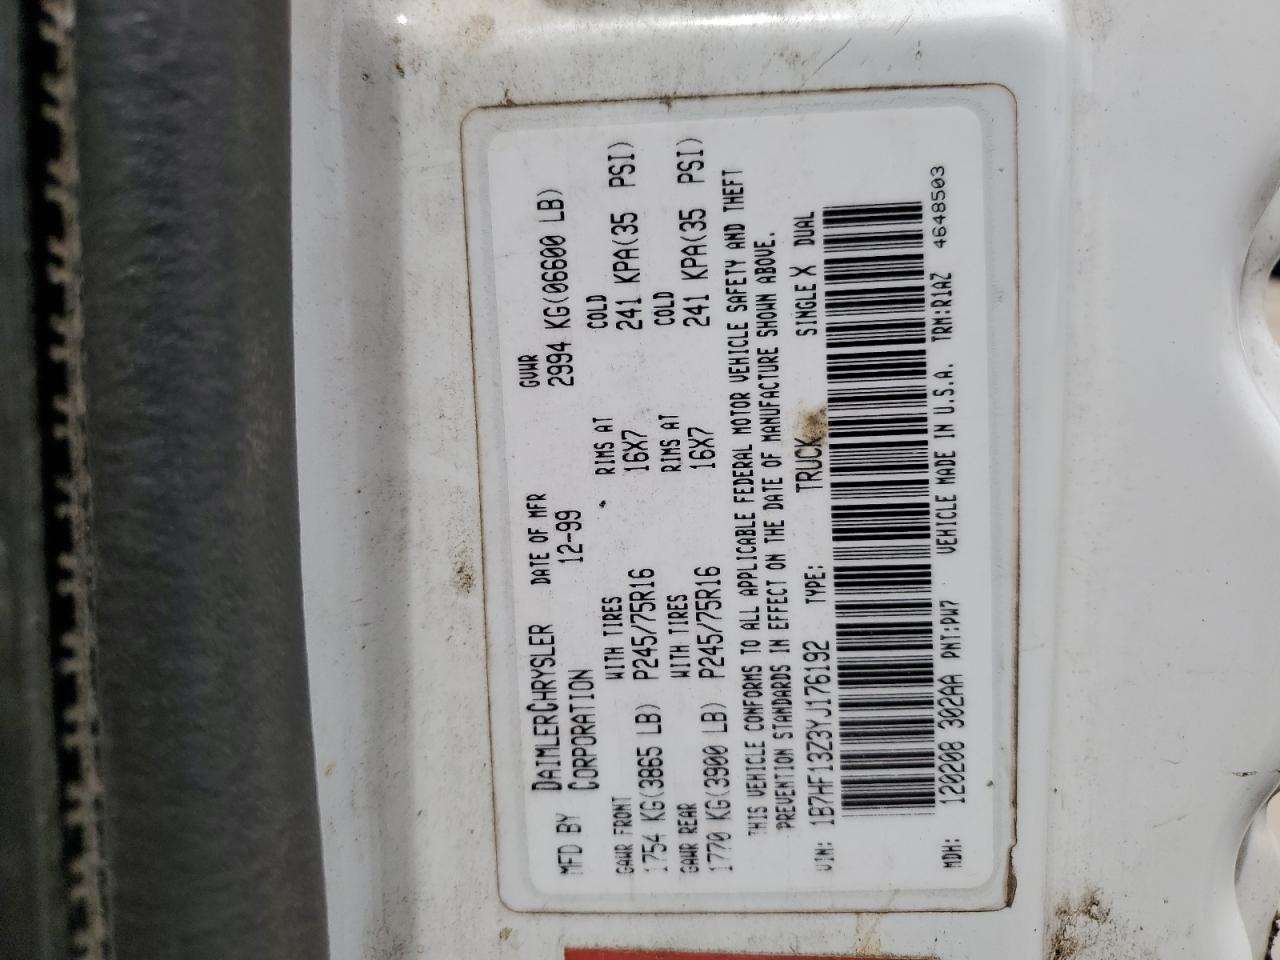 MFD BY DAIMLERCHRYSLER CORPORATION DATE OF MFR 12-99 GVWR 2994 KG(06600 LB)
GAWR FRONT WITH TIRES RIMS AT COLD
1754 KG(3865 LB) P245/75R16 16X7 241 KPA(35 PSI)
GAWR REAR WITH TIRES RIMS AT COLD
1770 KG(3900 LB) P245/75R16 16X7 241 KPA(35 PSI)
THIS VEHICLE CONFORMS TO ALL APPLICABLE FEDERAL MOTOR VEHICLE SAFETY AND THEFT
PREVENTION STANDARDS IN EFFECT ON THE DATE OF MANUFACTURE SHOWN ABOVE.
VIN: 1B7HF13Z3YJ176192 TYPE: TRUCK SINGLE X DUAL
MDH: 120208 302AA PNT:PW7 VEHICLE MADE IN U.S.A. TRM:R1AZ 4648503